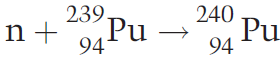 n + ²³⁹₉₄Pu → ²⁴⁰₉₄Pu